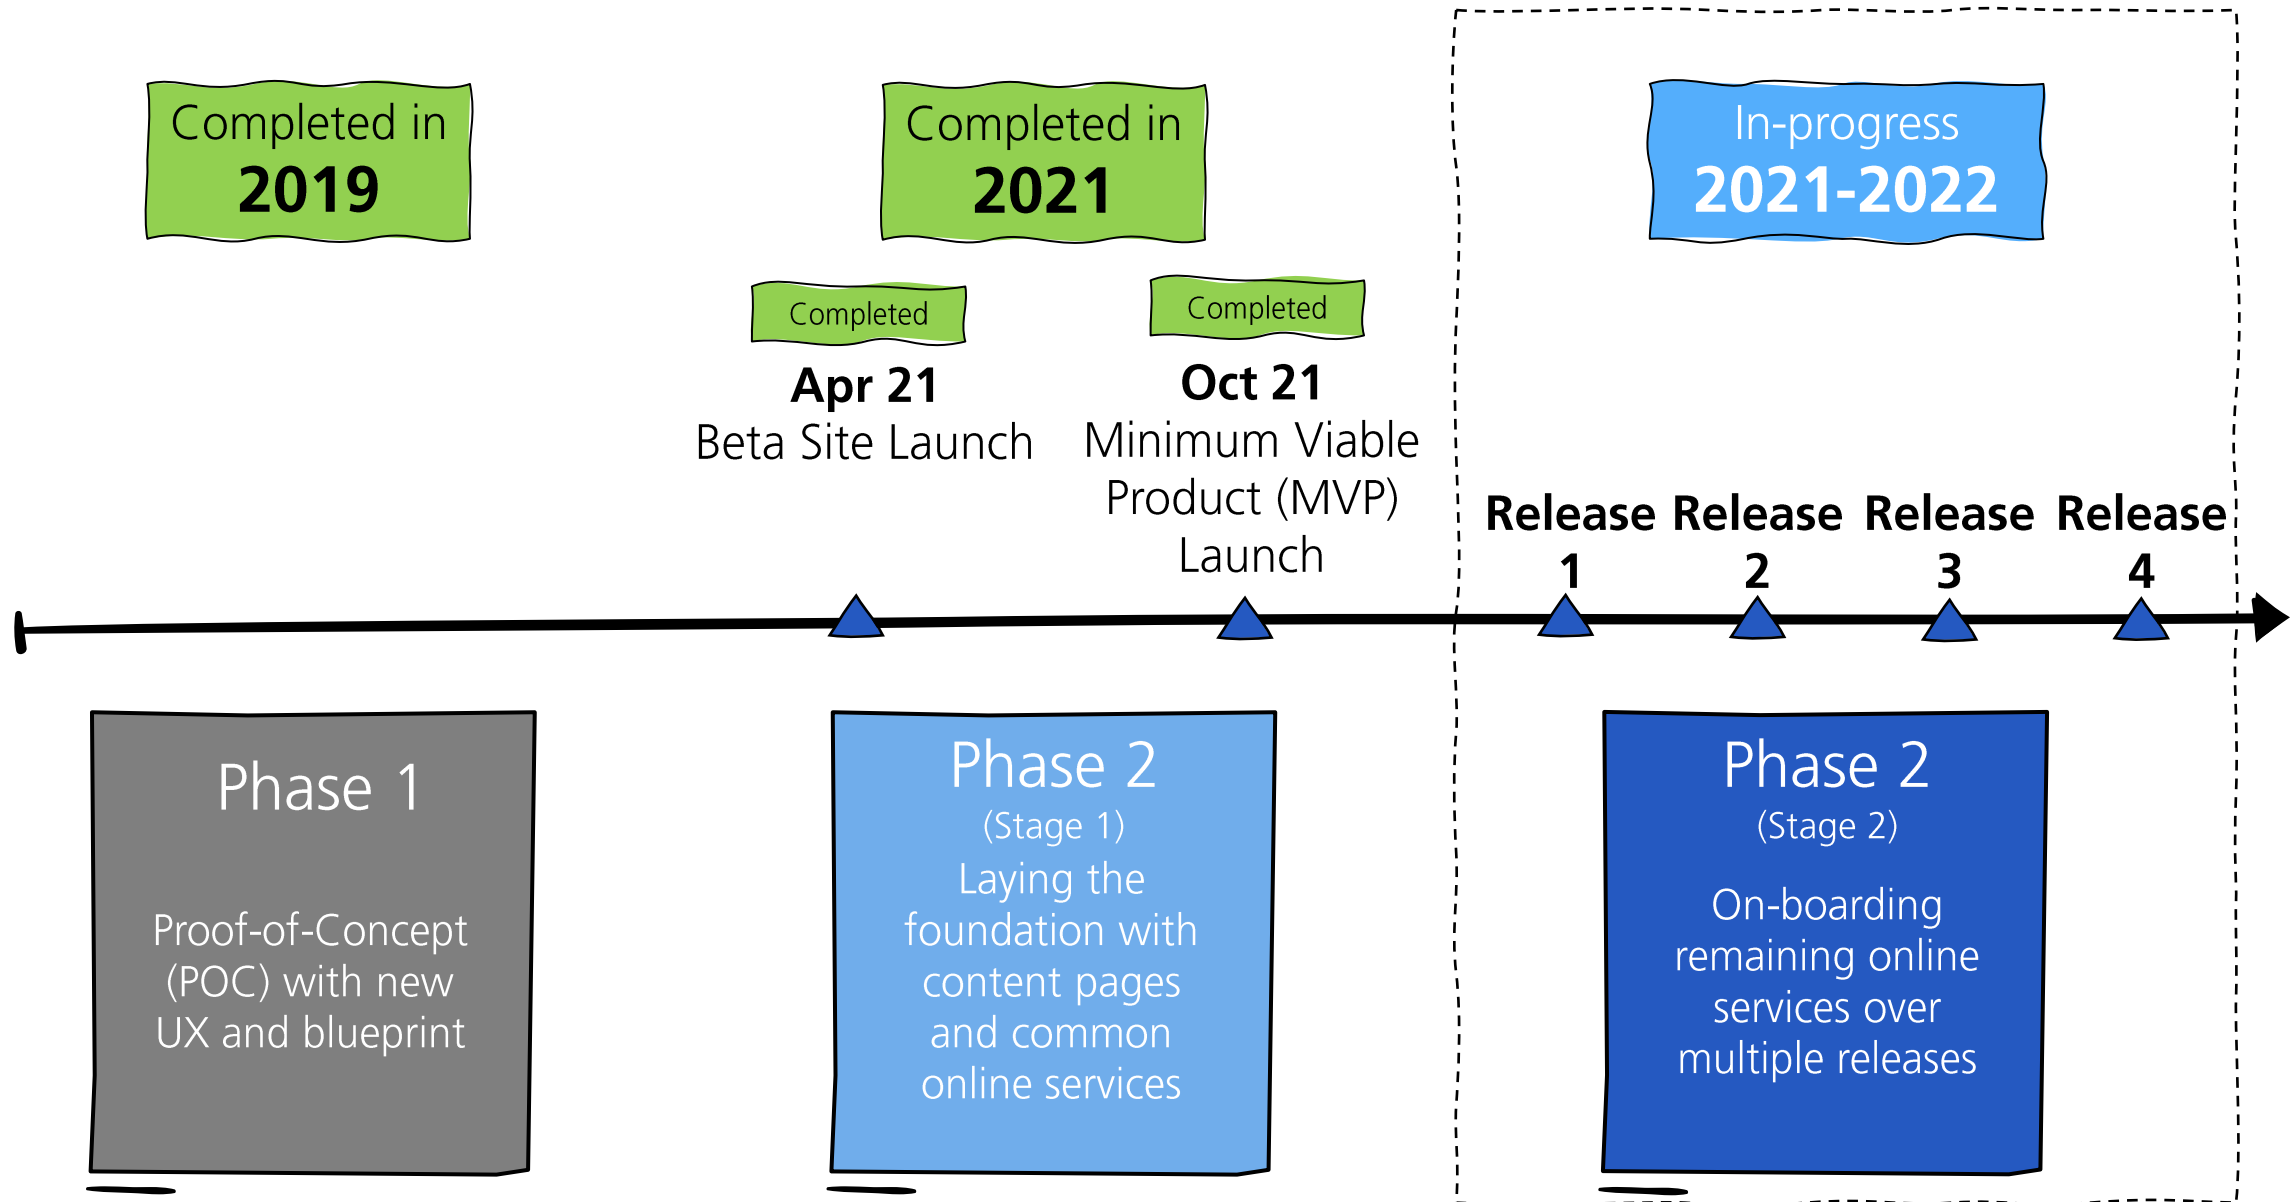 Completed in
2019
Completed in
2021
In-progress
2021-2022
Completed
Apr 21
Beta Site Launch
Completed
Oct 21
Minimum Viable
Product (MVP)
Launch
Release
1
Release
2
Release
3
Release
4
Phase 1
Proof-of-Concept
(POC) with new
UX and blueprint
Phase 2
(Stage 1)
Laying the
foundation with
content pages
and common
online services
Phase 2
(Stage 2)
On-boarding
remaining online
services over
multiple releases